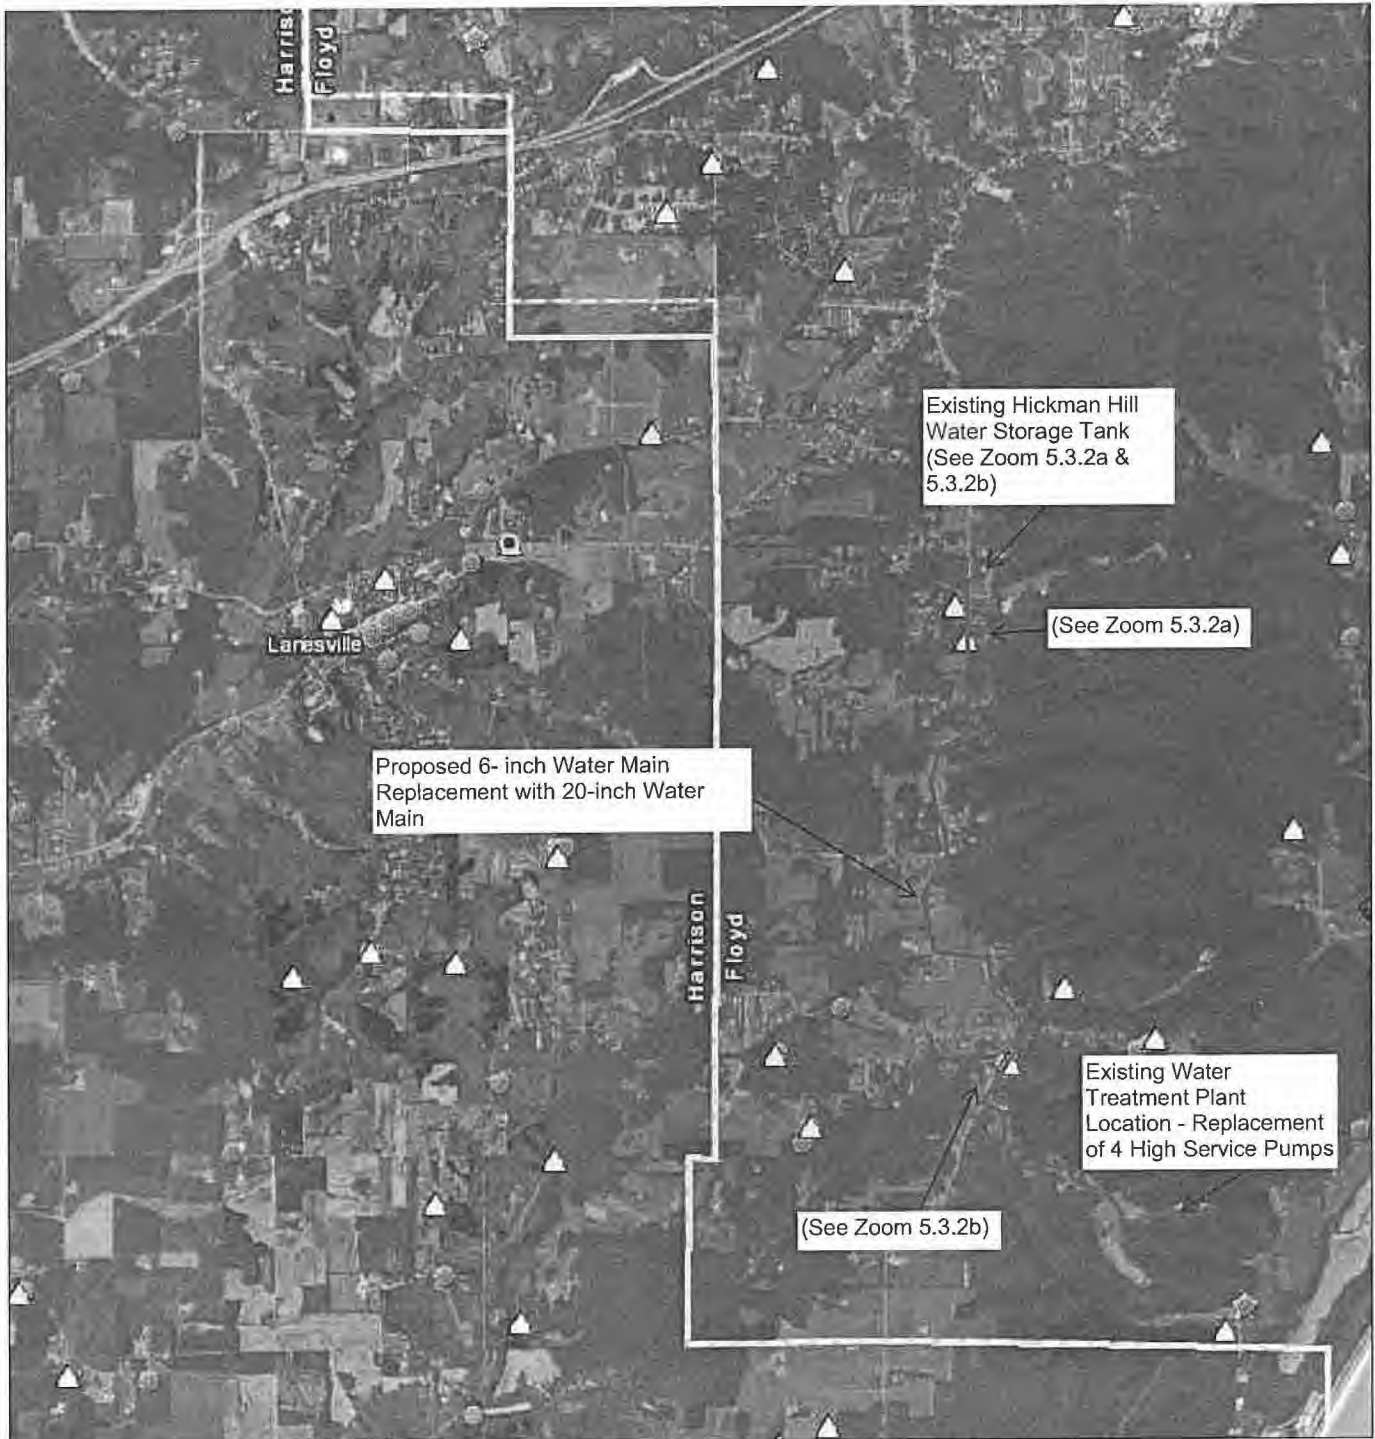 Harrison
Floyd
Existing Hickman Hill
Water Storage Tank
(See Zoom 5.3.2a &
5.3.2b)
(See Zoom 5.3.2a)
Lanesville
Proposed 6- inch Water Main
Replacement with 20-inch Water
Main
Harrison
Floyd
Existing Water
Treatment Plant
Location - Replacement
of 4 High Service Pumps
(See Zoom 5.3.2b)